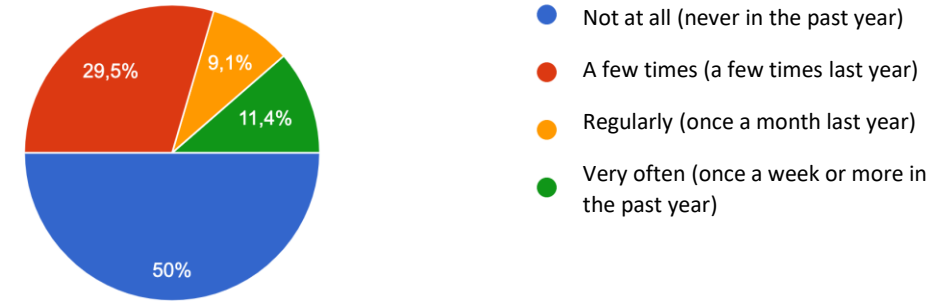 29,5%
9,1%
11,4%
50%
Not at all (never in the past year)
A few times (a few times last year)
Regularly (once a month last year)
Very often (once a week or more in
the past year)